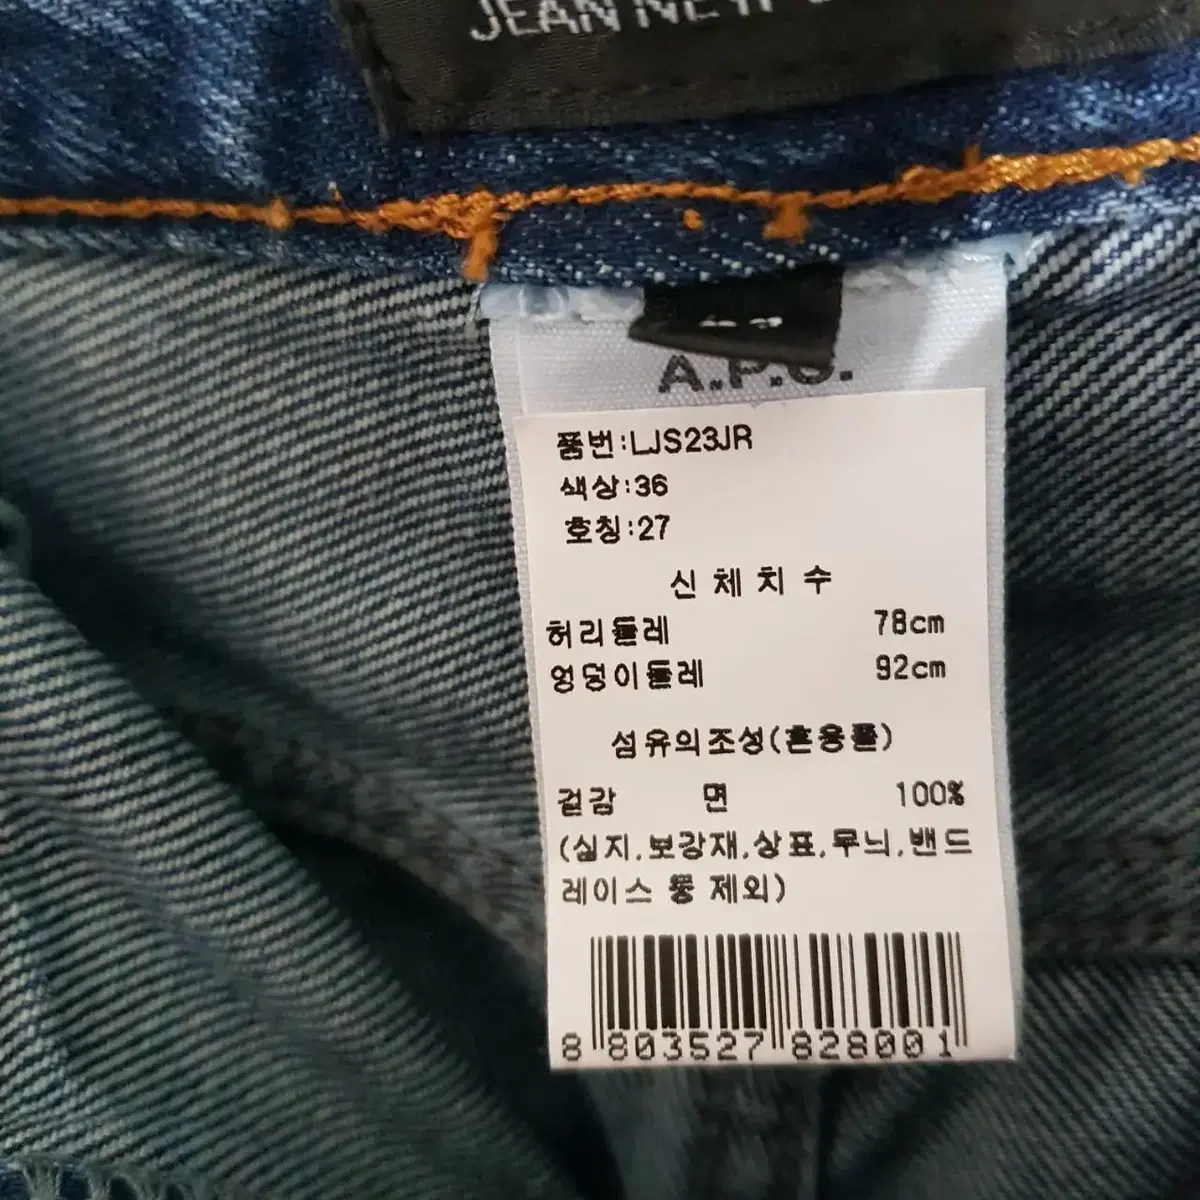 JEAN
A.P.C.
품번:LJS23JR
색상:36
호칭:27
신체치수
허리둘레 78cm
엉덩이둘레 92cm
섬유의조성(혼용률)
겉감 면 100%
(실지,보강재,상표,무늬,밴드
레이스 등 제외)
8 803527 828001